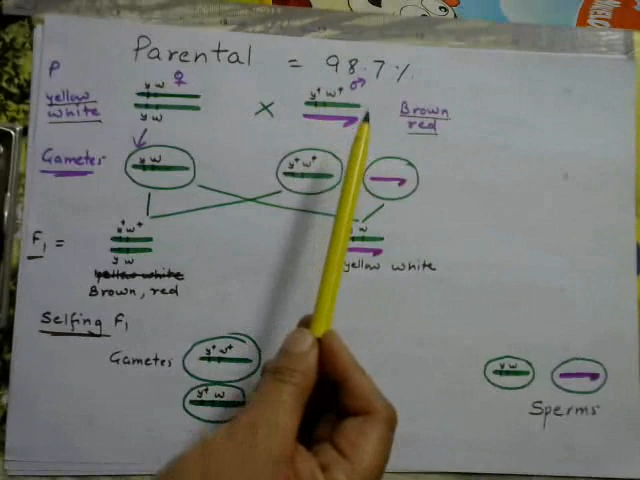 Parental = 98.7%
P
y w ♀
y⁺ w⁺ ♂
yellow white
y w
X
Brown red
Gametes
y w
y⁺ w⁺
F₁ =
y⁺ w⁺
y w
yellow white
yellow white
Brown, red
Selfing F₁
Gametes
y⁺ w⁺
y w
y⁺ w
Sperms